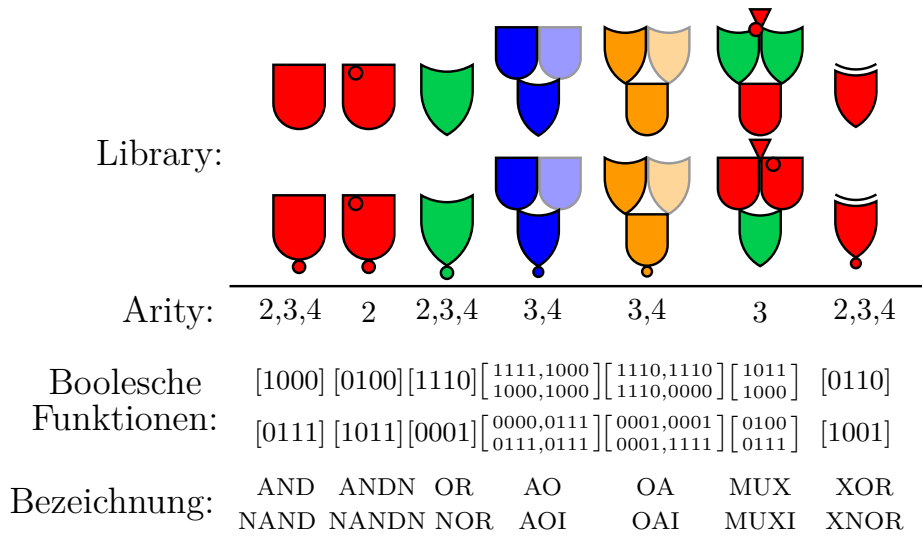 Library:
Arity: 2,3,4 2 2,3,4 3,4 3,4 3 2,3,4
Boolesche
Funktionen:
[1000] [0100] [1110] [1111,1000 1000,1000] [1110,1110 1110,0000] [1011 1000] [0110]
[0111] [1011] [0001] [0000,0111 0111,0111] [0001,0001 0001,1111] [0100 0111] [1001]
Bezeichnung:
AND ANDN OR AO OA MUX XOR
NAND NANDN NOR AOI OAI MUXI XNOR